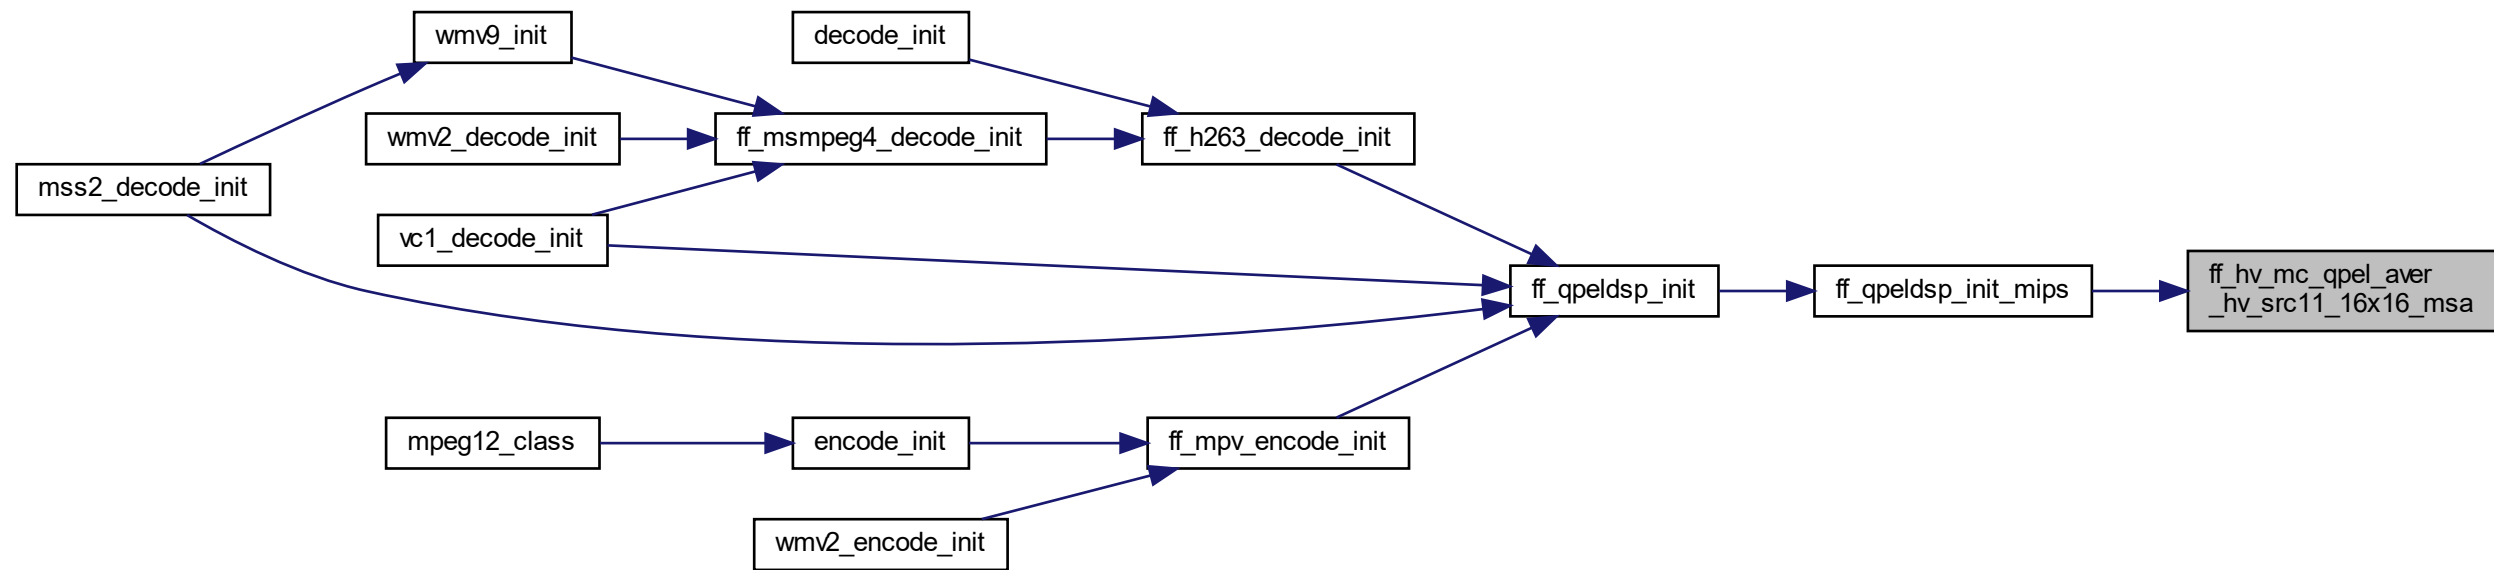 wmv9_init
decode_init
wmv2_decode_init
ff_msmpeg4_decode_init
ff_h263_decode_init
mss2_decode_init
vc1_decode_init
ff_qpeldsp_init
ff_qpeldsp_init_mips
ff_hv_mc_qpel_aver
_hv_src11_16x16_msa
mpeg12_class
encode_init
ff_mpv_encode_init
wmv2_encode_init